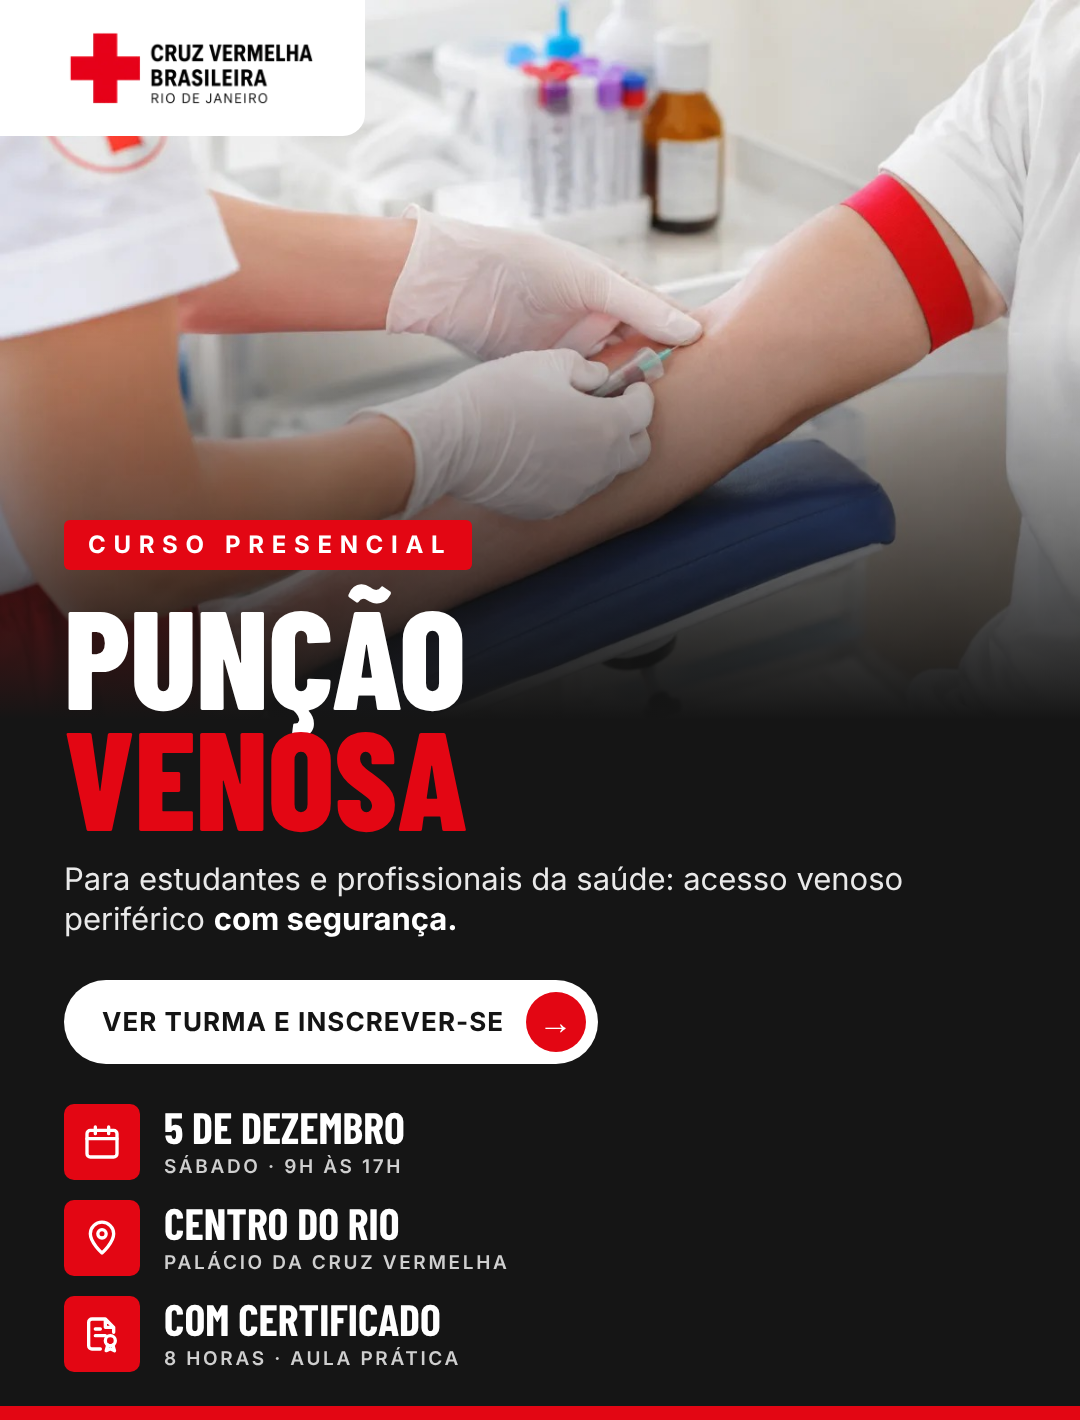 CRUZ VERMELHA
BRASILEIRA
RIO DE JANEIRO
CURSO PRESENCIAL
PUNÇÃO
VENOSA
Para estudantes e profissionais da saúde: acesso venoso
periférico com segurança.
VER TURMA E INSCREVER-SE →
5 DE DEZEMBRO
SÁBADO · 9H ÀS 17H
CENTRO DO RIO
PALÁCIO DA CRUZ VERMELHA
COM CERTIFICADO
8 HORAS · AULA PRÁTICA